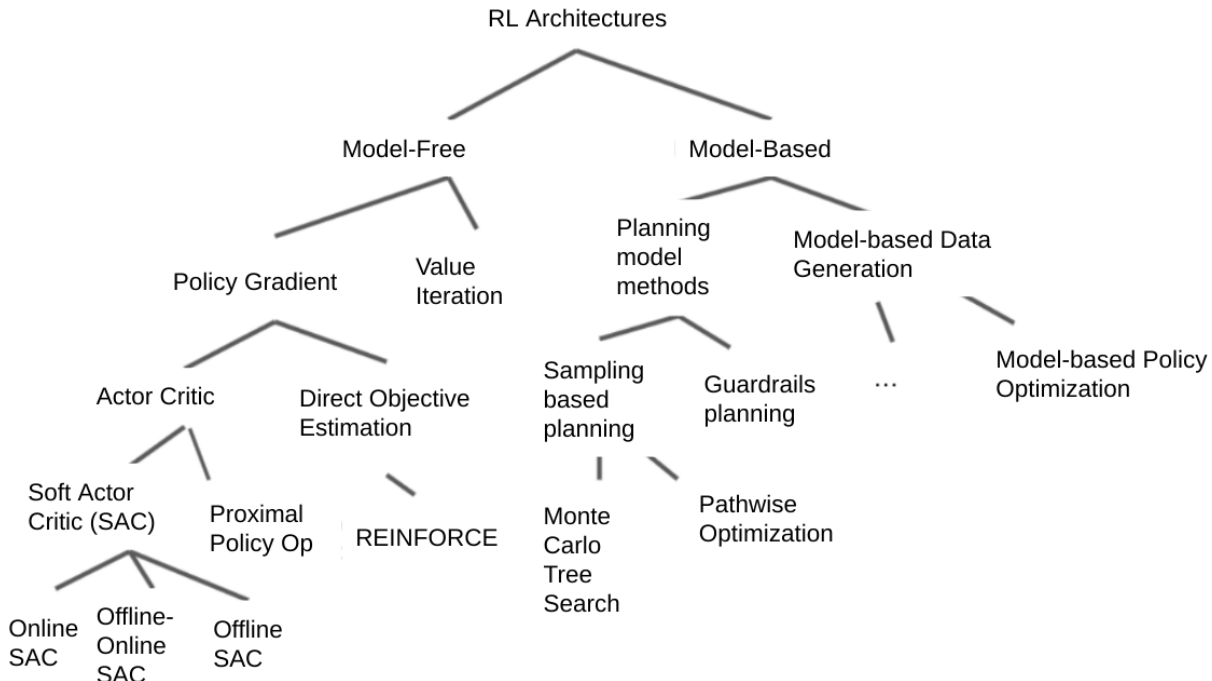 RL Architectures
Model-Free
Model-Based
Policy Gradient
Value
Iteration
Planning
model
methods
Model-based Data
Generation
Actor Critic
Direct Objective
Estimation
Sampling
based
planning
Guardrails
planning
...
Model-based Policy
Optimization
Soft Actor
Critic (SAC)
Proximal
Policy Op
REINFORCE
Monte
Carlo
Tree
Search
Pathwise
Optimization
Online
SAC
Offline-
Online
SAC
Offline
SAC